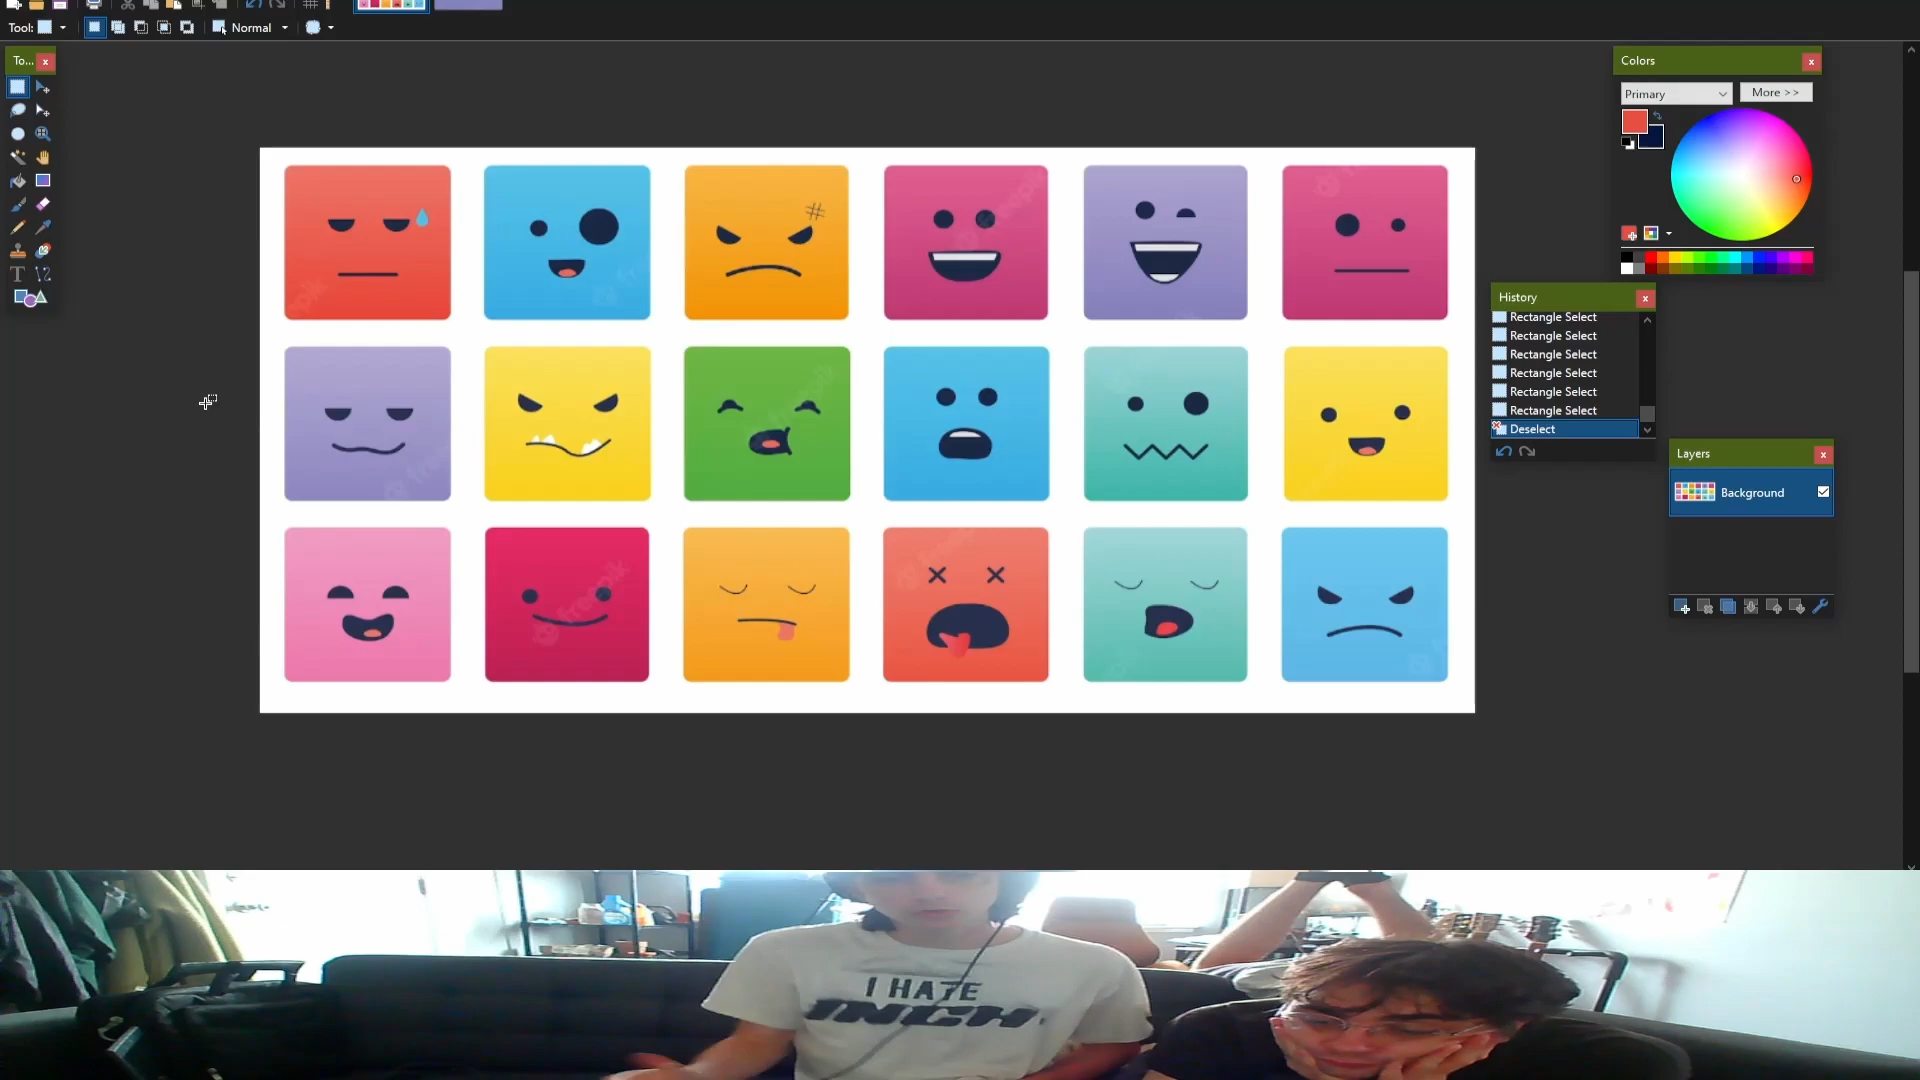 Tool:
Normal
To...
Colors
Primary
More >>
History
Rectangle Select
Rectangle Select
Rectangle Select
Rectangle Select
Rectangle Select
Rectangle Select
Deselect
Layers
Background
freepik
I HATE